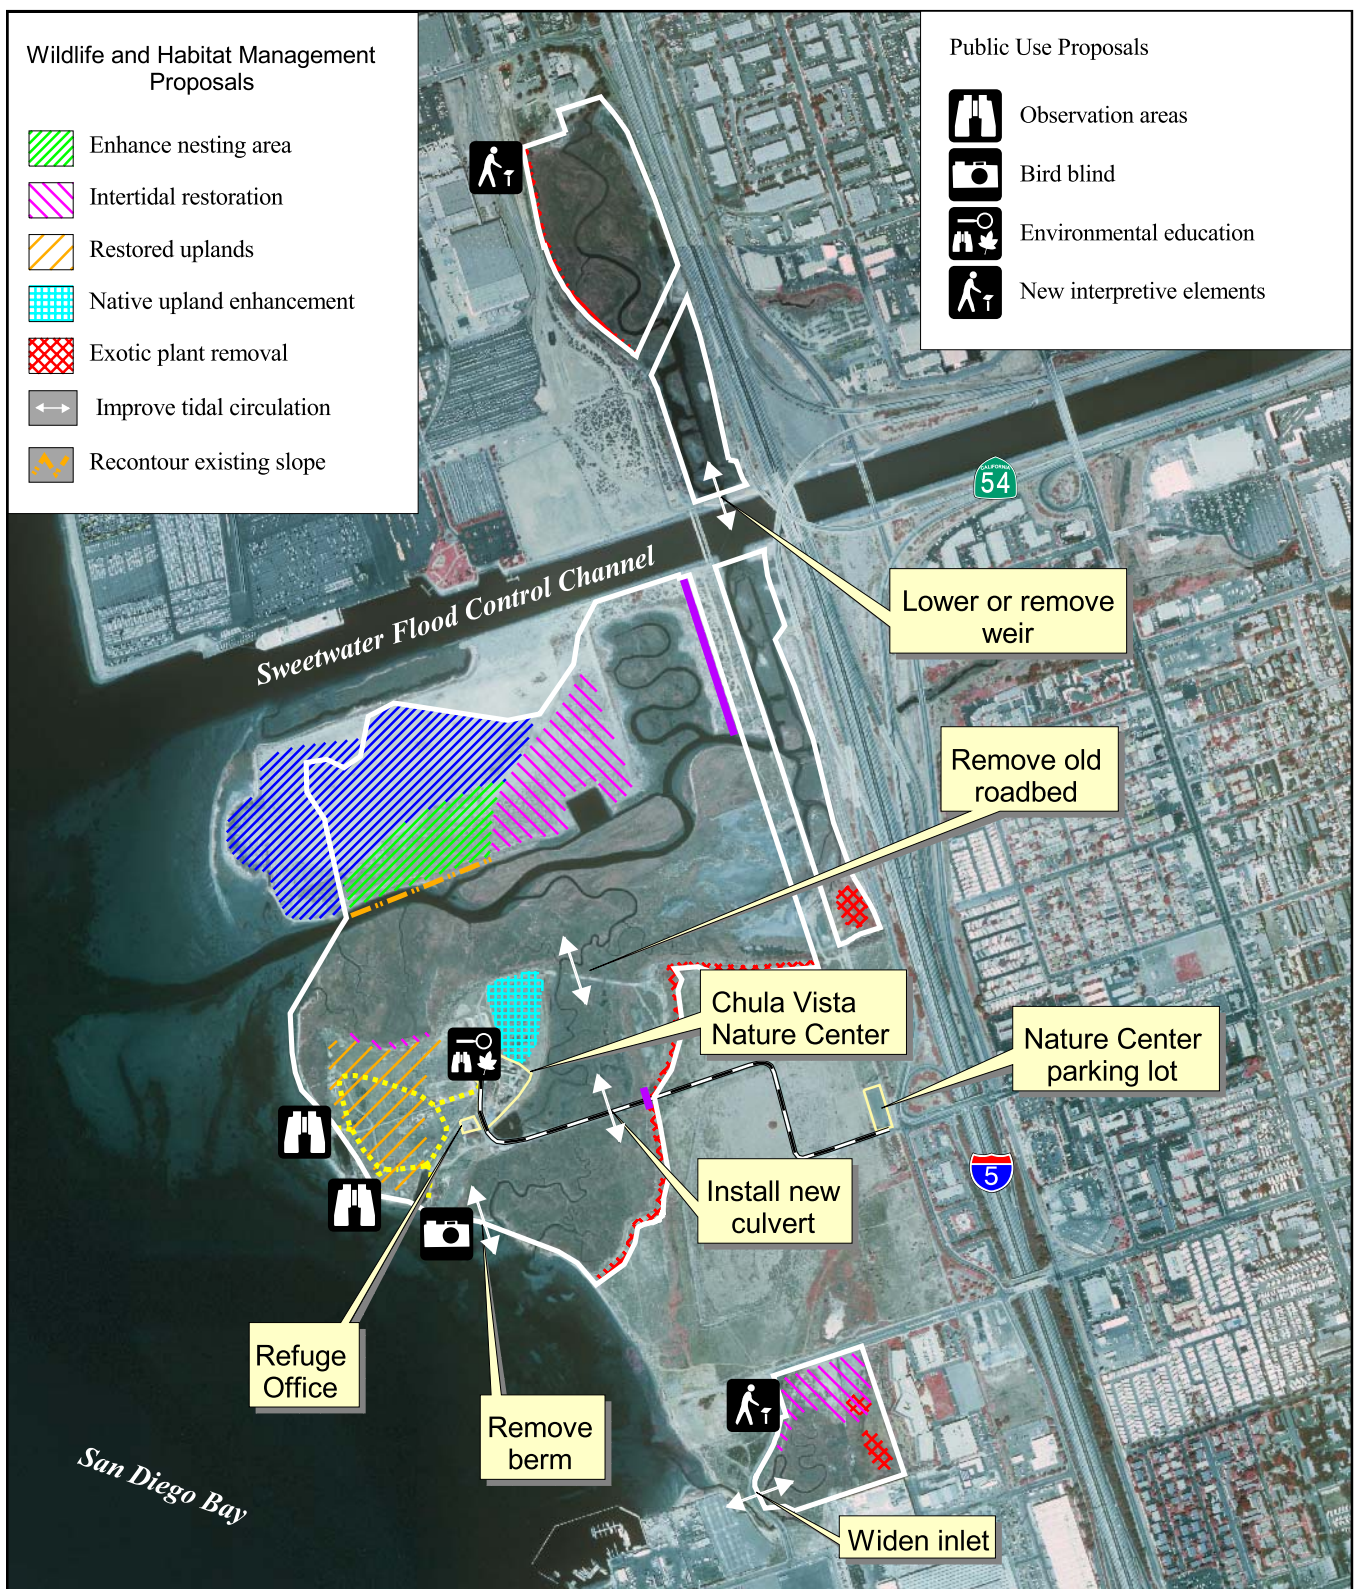 Wildlife and Habitat Management
Proposals
Enhance nesting area
Intertidal restoration
Restored uplands
Native upland enhancement
Exotic plant removal
Improve tidal circulation
Recontour existing slope
Public Use Proposals
Observation areas
Bird blind
Environmental education
New interpretive elements
CALIFORNIA
54
Sweetwater Flood Control Channel
Lower or remove
weir
Remove old
roadbed
Chula Vista
Nature Center
Nature Center
parking lot
5
Install new
culvert
Refuge
Office
Remove
berm
San Diego Bay
Widen inlet